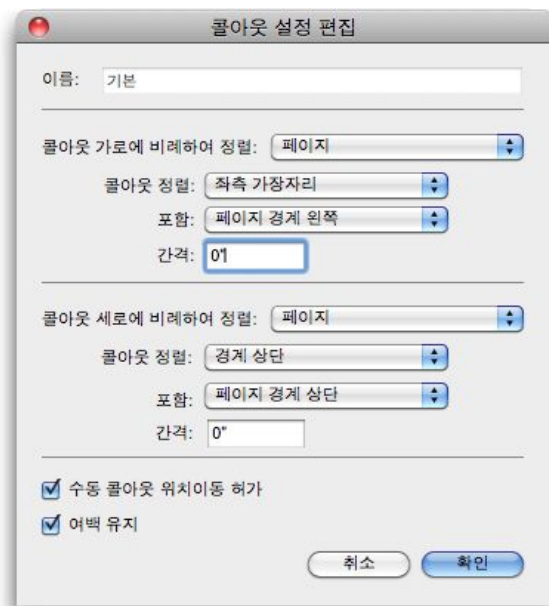 콜아웃 설정 편집
이름: 기본
콜아웃 가로에 비례하여 정렬: 페이지
콜아웃 정렬: 좌측 가장자리
포함: 페이지 경계 왼쪽
간격: 0"
콜아웃 세로에 비례하여 정렬: 페이지
콜아웃 정렬: 경계 상단
포함: 페이지 경계 상단
간격: 0"
수동 콜아웃 위치이동 허가
여백 유지
취소 확인